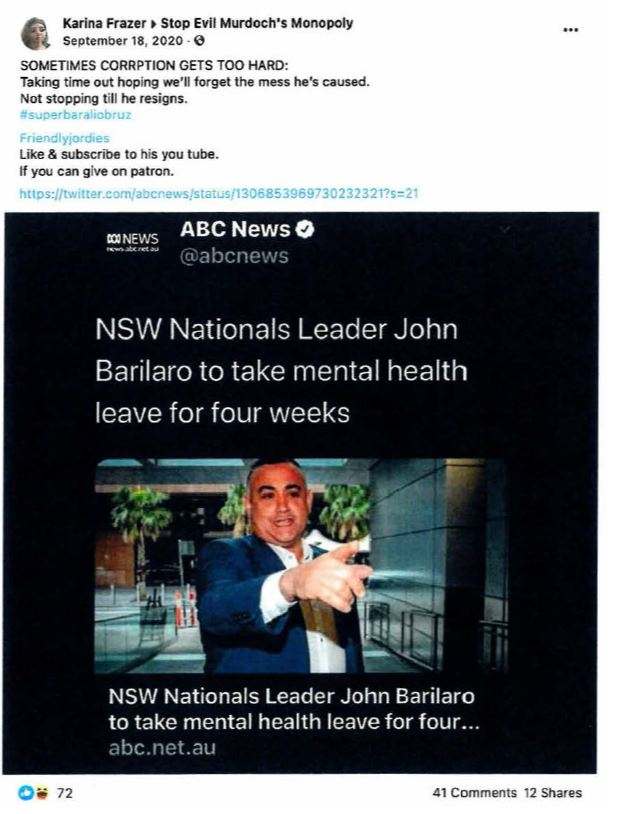 Karina Frazer ▸ Stop Evil Murdoch's Monopoly
September 18, 2020 ·
SOMETIMES CORRPTION GETS TOO HARD:
Taking time out hoping we'll forget the mess he's caused.
Not stopping till he resigns.
#superbaraliobruz
Friendlyjordies
Like & subscribe to his you tube.
If you can give on patron.
https://twitter.com/abcnews/status/1306853969730232321?s=21
NEWS
news.abc.net.au
ABC News
@abcnews
NSW Nationals Leader John
Barilaro to take mental health
leave for four weeks
NSW Nationals Leader John Barilaro
to take mental health leave for four...
abc.net.au
72
41 Comments 12 Shares